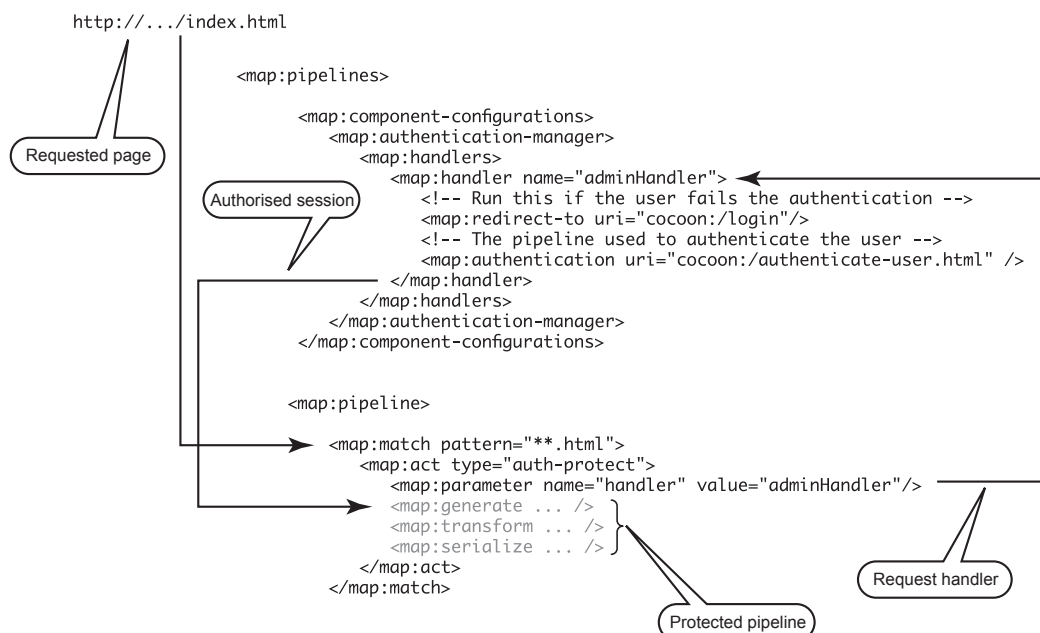 http://.../index.html
<map:pipelines>
<map:component-configurations>
<map:authentication-manager>
Requested page
<map:handlers>
<map:handler name="adminHandler">
Authorised session
<!-- Run this if the user fails the authentication -->
<map:redirect-to uri="cocoon:/login"/>
<!-- The pipeline used to authenticate the user -->
<map:authentication uri="cocoon:/authenticate-user.html" />
</map:handler>
</map:handlers>
</map:authentication-manager>
</map:component-configurations>
<map:pipeline>
<map:match pattern="**.html">
<map:act type="auth-protect">
<map:parameter name="handler" value="adminHandler"/>
<map:generate ... />
<map:transform ... />
<map:serialize ... />
</map:act>
</map:match>
Request handler
Protected pipeline